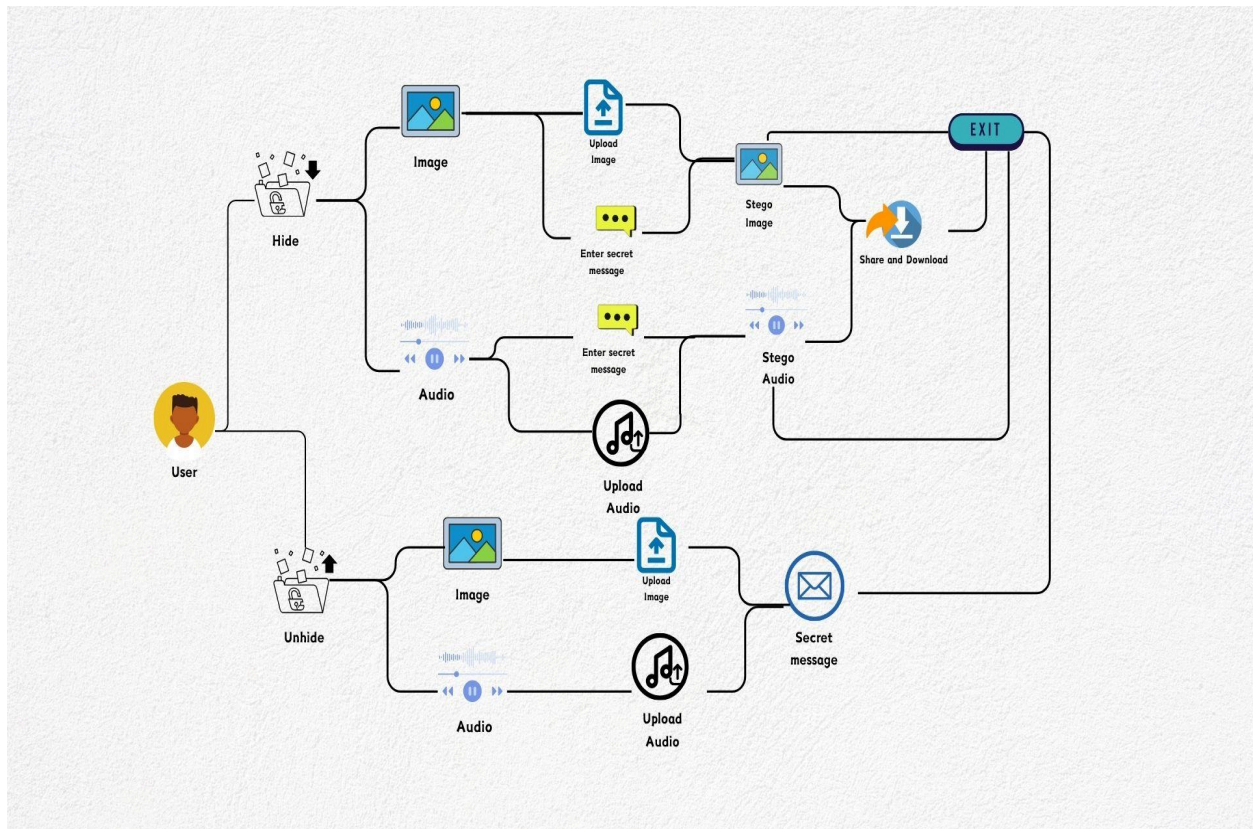 EXIT
Image
Upload
Image
Hide
Stego
Image
Enter secret
message
Share and Download
Enter secret
message
Stego
Audio
Audio
User
Upload
Audio
Image
Upload
Image
Unhide
Secret
message
Audio
Upload
Audio